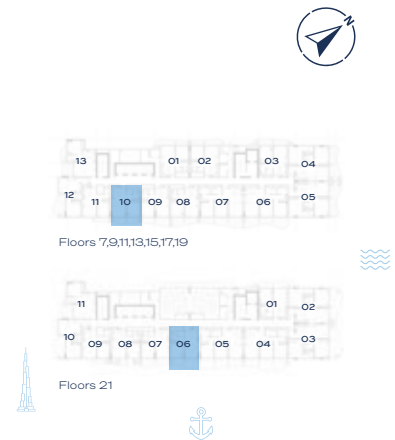 N
13 01 02 03 04
12 11 10 09 08 07 06 05
Floors 7,9,11,13,15,17,19
11 01 02
10 09 08 07 06 05 04 03
Floors 21